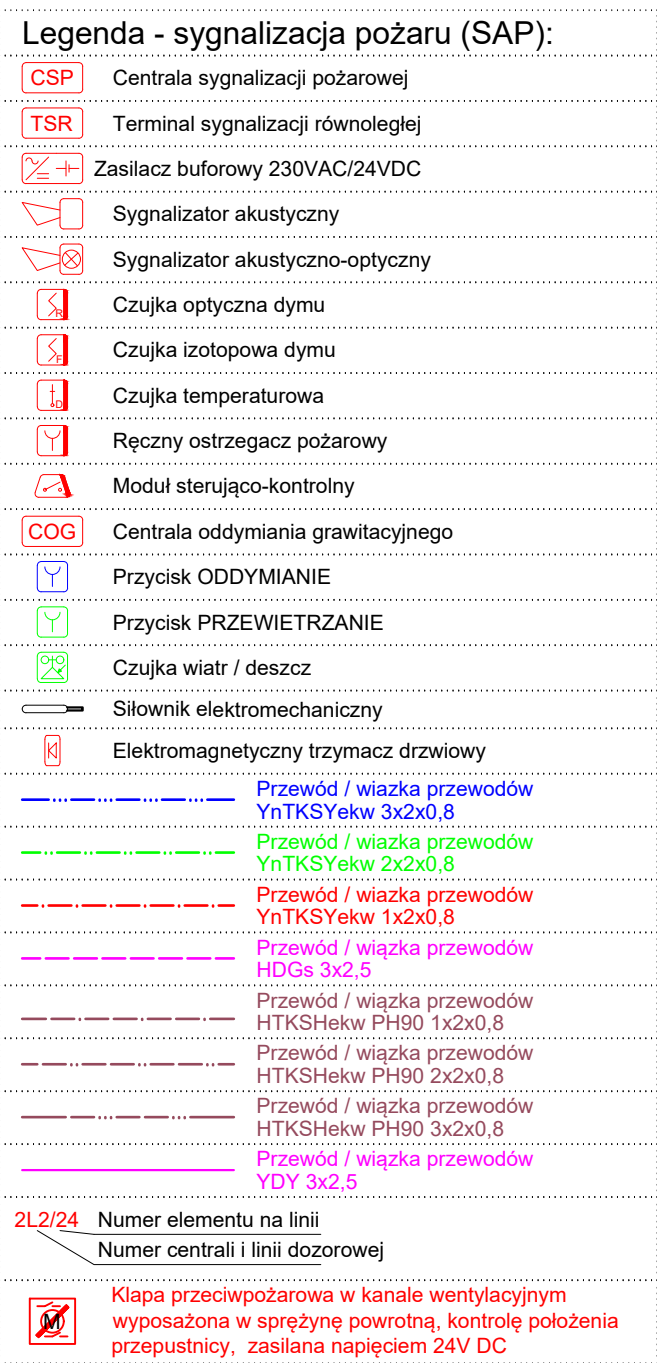 Legenda - sygnalizacja pożaru (SAP):
CSP Centrala sygnalizacji pożarowej
TSR Terminal sygnalizacji równoległej
Zasilacz buforowy 230VAC/24VDC
Sygnalizator akustyczny
Sygnalizator akustyczno-optyczny
R Czujka optyczna dymu
F Czujka izotopowa dymu
D Czujka temperaturowa
Ręczny ostrzegacz pożarowy
Moduł sterująco-kontrolny
COG Centrala oddymiania grawitacyjnego
Przycisk ODDYMIANIE
Przycisk PRZEWIETRZANIE
Czujka wiatr / deszcz
Siłownik elektromechaniczny
Elektromagnetyczny trzymacz drzwiowy
Przewód / wiazka przewodów
YnTKSYekw 3x2x0,8
Przewód / wiazka przewodów
YnTKSYekw 2x2x0,8
Przewód / wiazka przewodów
YnTKSYekw 1x2x0,8
Przewód / wiązka przewodów
HDGs 3x2,5
Przewód / wiązka przewodów
HTKSHekw PH90 1x2x0,8
Przewód / wiązka przewodów
HTKSHekw PH90 2x2x0,8
Przewód / wiązka przewodów
HTKSHekw PH90 3x2x0,8
Przewód / wiązka przewodów
YDY 3x2,5
2L2/24 Numer elementu na linii
Numer centrali i linii dozorowej
Klapa przeciwpożarowa w kanale wentylacyjnym
M wyposażona w sprężynę powrotną, kontrolę położenia
przepustnicy, zasilana napięciem 24V DC